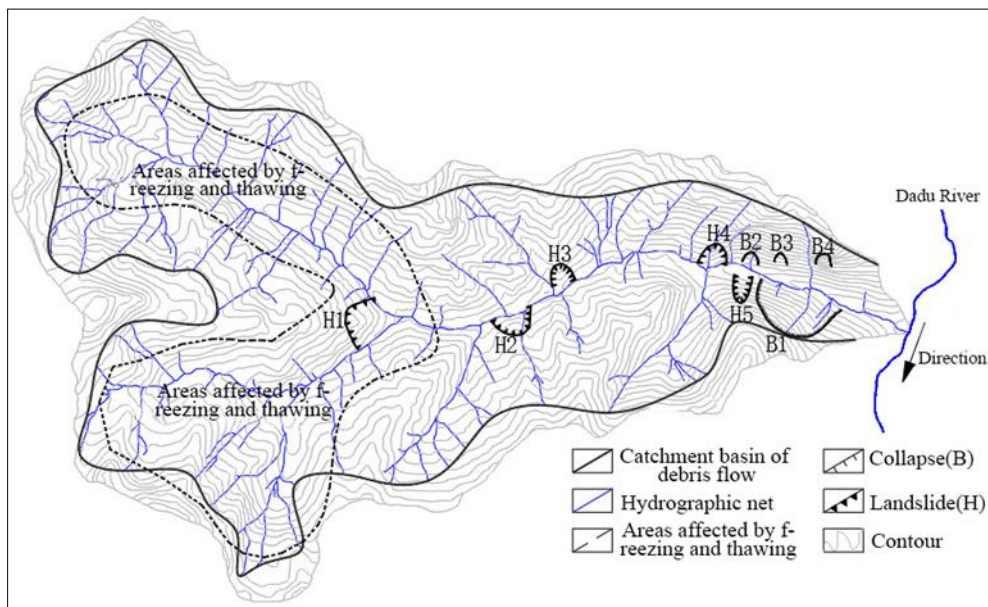 Areas affected by f-
reezing and thawing
Dadu River
H4
B2
B3
B4
H3
H1
H2
H5
B1
Direction
Areas affected by f-
reezing and thawing
Catchment basin of
debris flow
Hydrographic net
Areas affected by f-
reezing and thawing
Collapse(B)
Landslide(H)
Contour